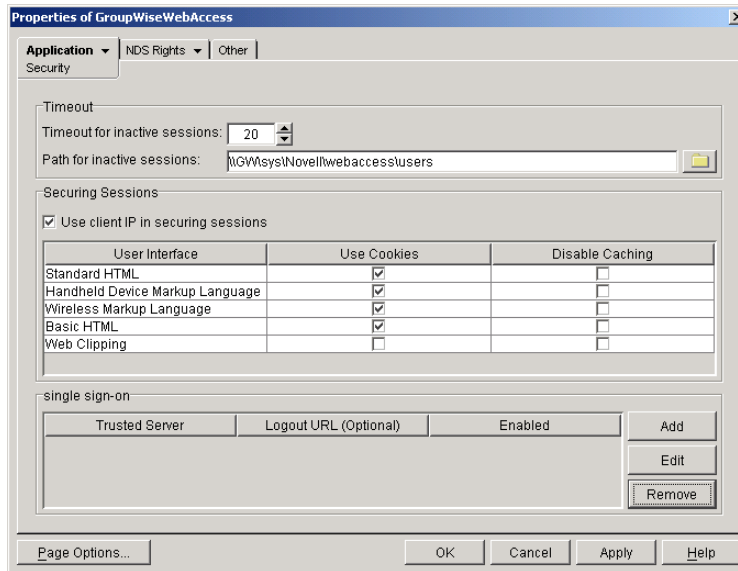 Properties of GroupWiseWebAccess
Application NDS Rights Other
Security
Timeout
Timeout for inactive sessions: 20
Path for inactive sessions: \\GW\sys\Novell\webaccess\users
Securing Sessions
Use client IP in securing sessions
User Interface Use Cookies Disable Caching
Standard HTML
Handheld Device Markup Language
Wireless Markup Language
Basic HTML
Web Clipping
single sign-on
Trusted Server Logout URL (Optional) Enabled Add
Edit
Remove
Page Options... OK Cancel Apply Help